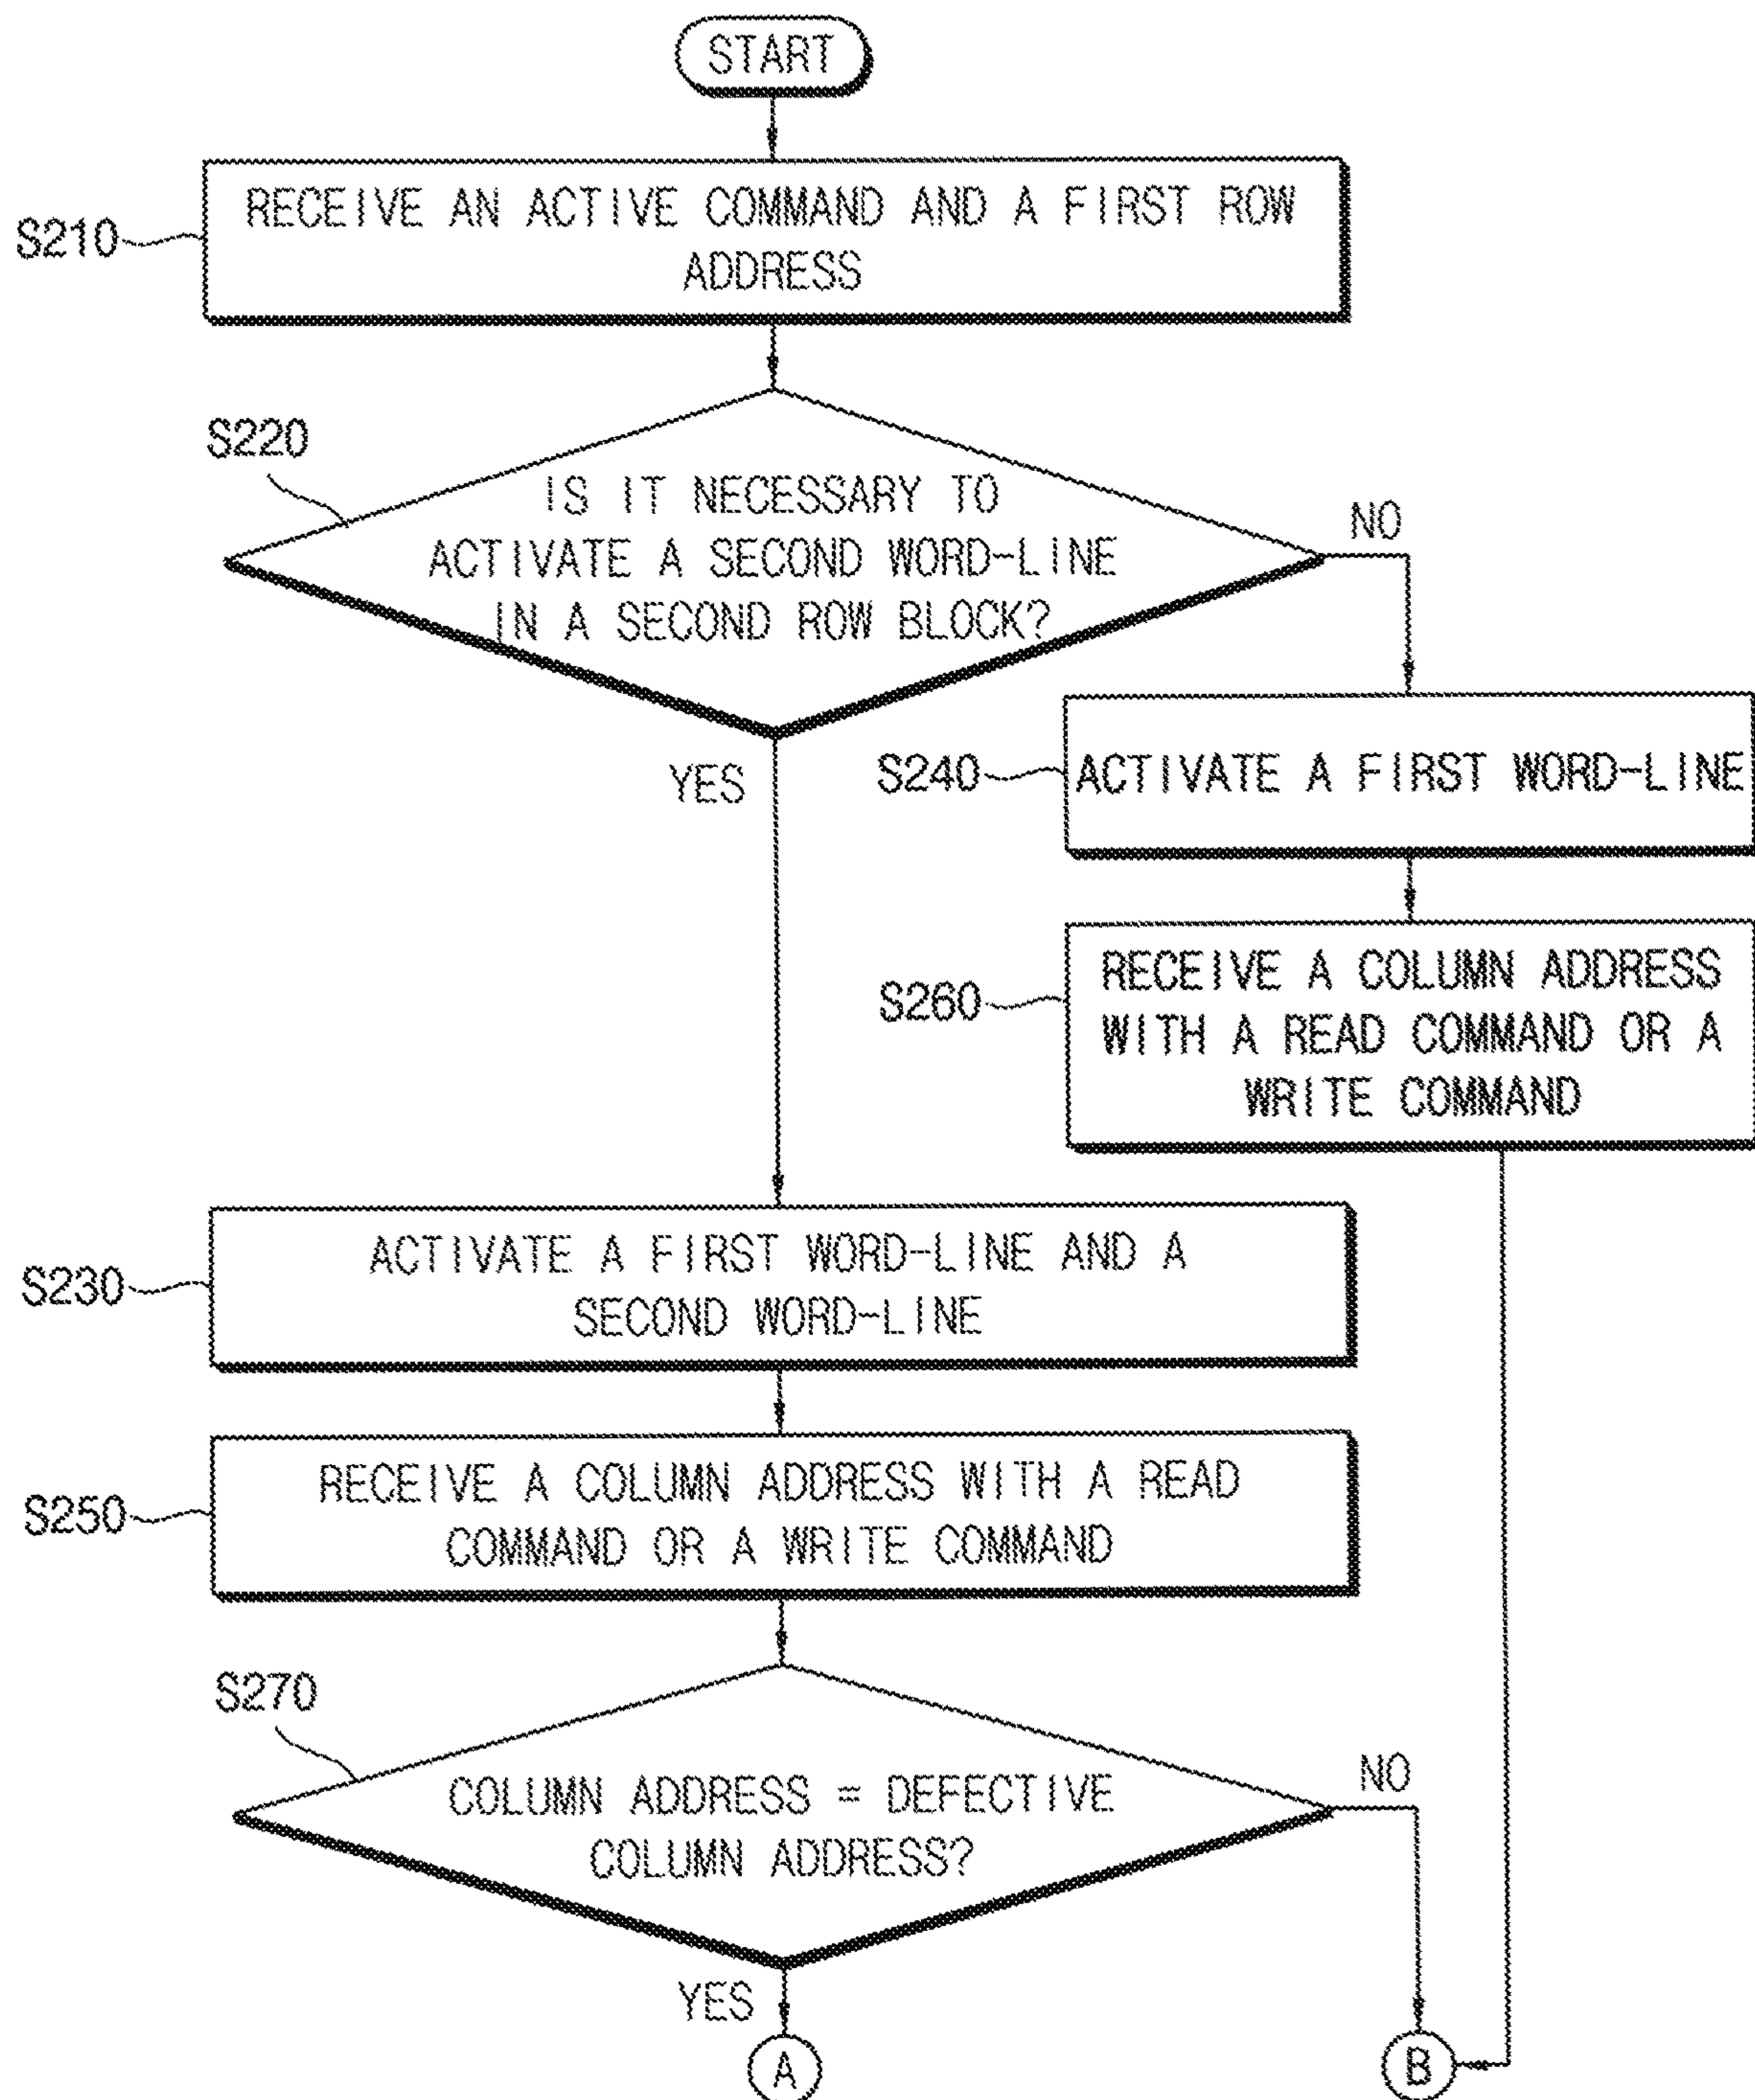 START
S210
RECEIVE AN ACTIVE COMMAND AND A FIRST ROW
ADDRESS
S220
IS IT NECESSARY TO
ACTIVATE A SECOND WORD-LINE
IN A SECOND ROW BLOCK?
NO
YES
S240
ACTIVATE A FIRST WORD-LINE
S260
RECEIVE A COLUMN ADDRESS
WITH A READ COMMAND OR A
WRITE COMMAND
S230
ACTIVATE A FIRST WORD-LINE AND A
SECOND WORD-LINE
S250
RECEIVE A COLUMN ADDRESS WITH A READ
COMMAND OR A WRITE COMMAND
S270
COLUMN ADDRESS = DEFECTIVE
COLUMN ADDRESS?
NO
YES
A
B